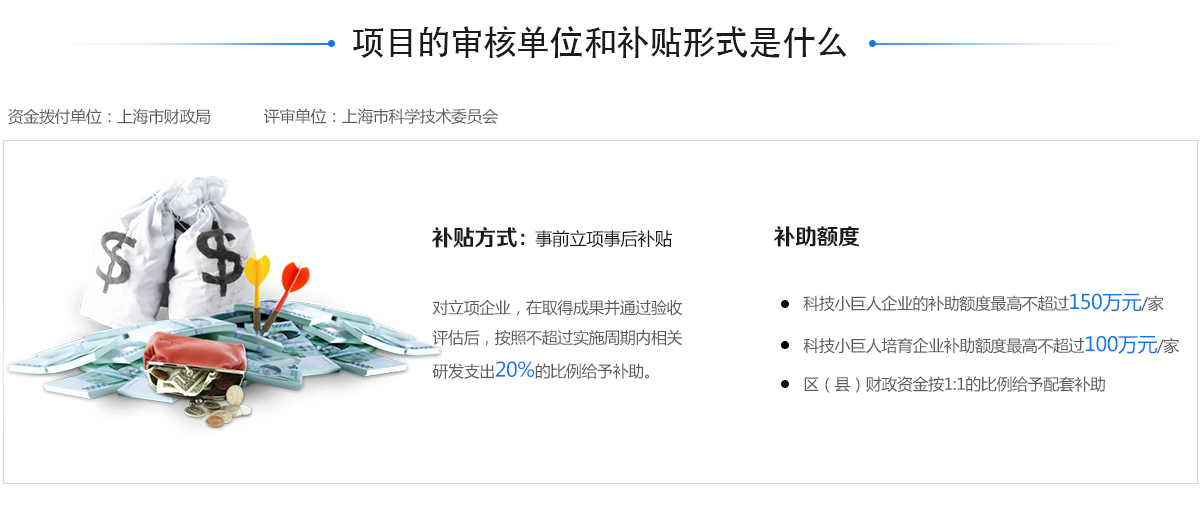 项目的审核单位和补贴形式是什么
资金拨付单位：上海市财政局 评审单位：上海市科学技术委员会
补贴方式：事前立项事后补贴
对立项企业，在取得成果并通过验收
评估后，按照不超过实施周期内相关
研发支出20%的比例给予补助。
补助额度
科技小巨人企业的补助额度最高不超过150万元/家
科技小巨人培育企业补助额度最高不超过100万元/家
区（县）财政资金按1:1的比例给予配套补助
$
$